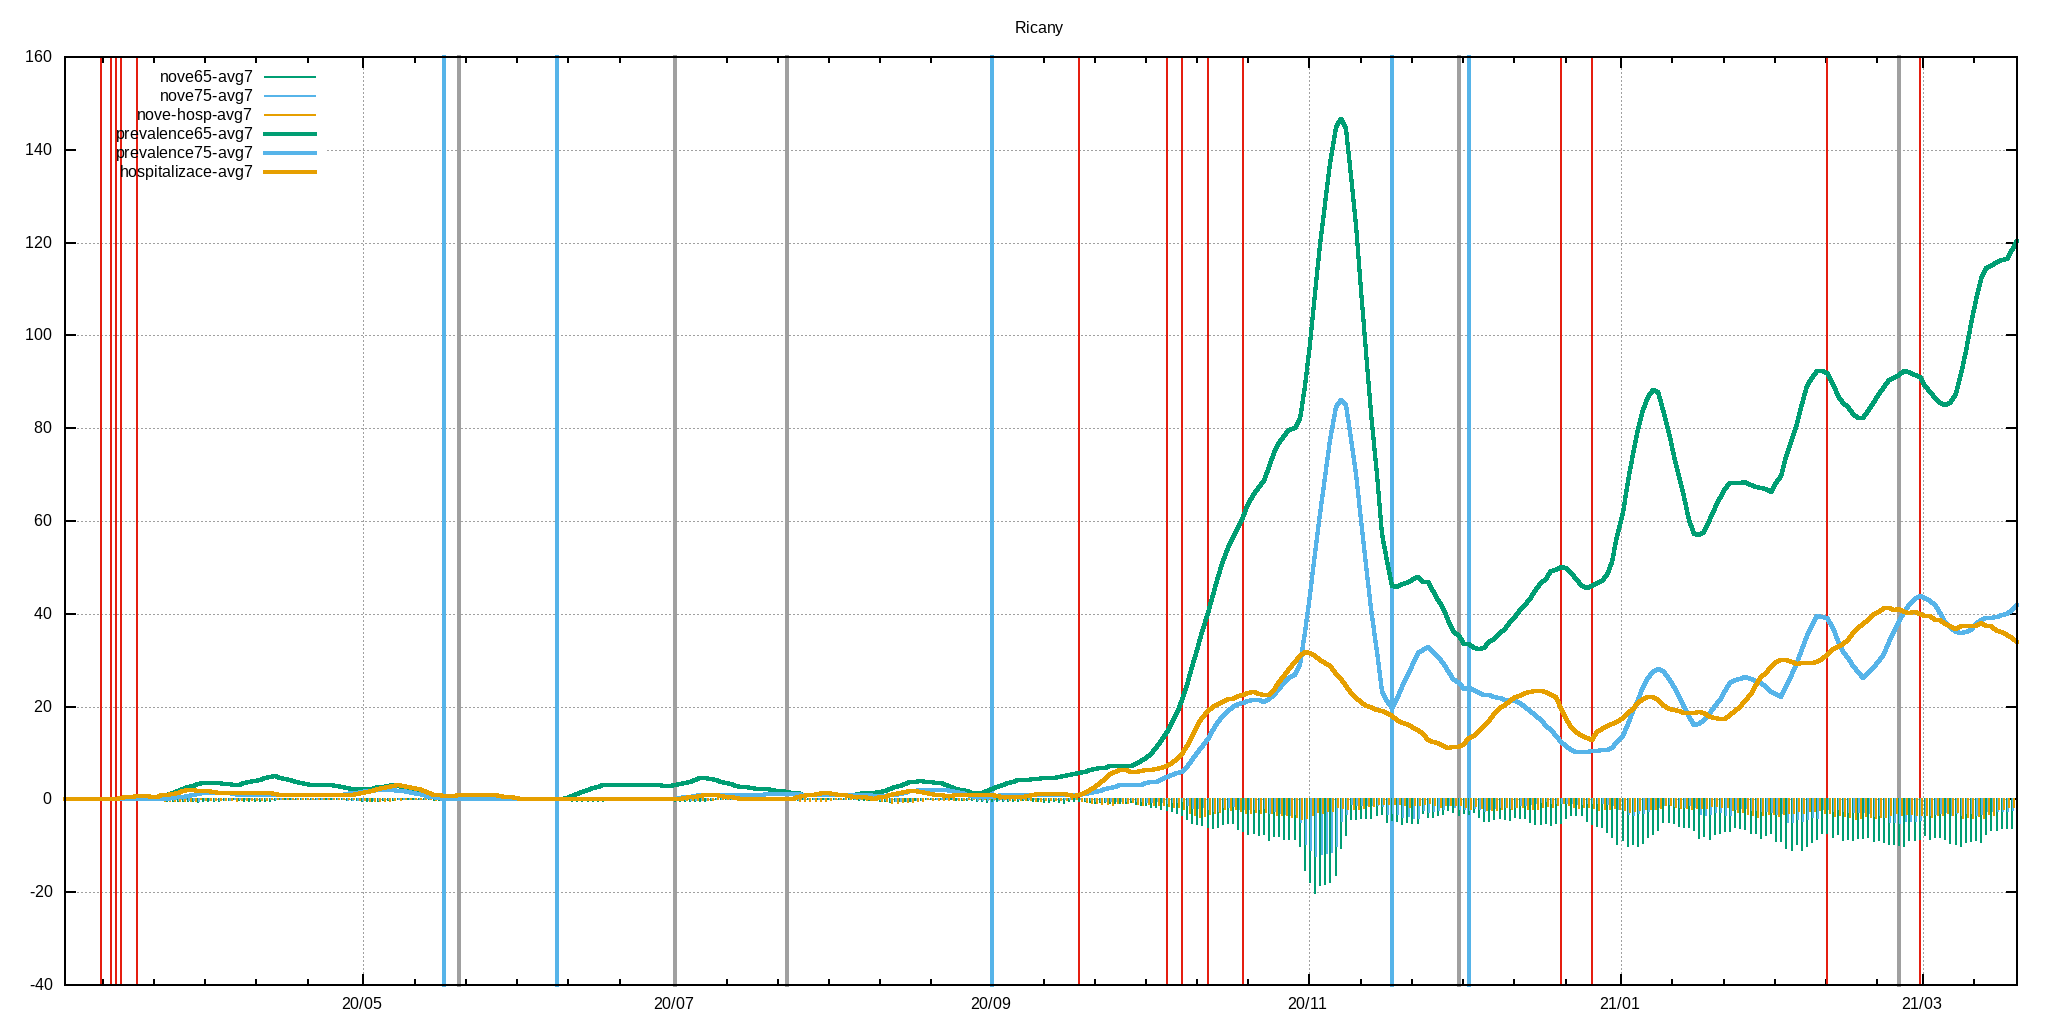 Ricany
160
140
120
100
80
60
40
20
0
-20
-40
nove65-avg7
nove75-avg7
nove-hosp-avg7
prevalence65-avg7
prevalence75-avg7
hospitalizace-avg7
20/05 20/07 20/09 20/11 21/01 21/03